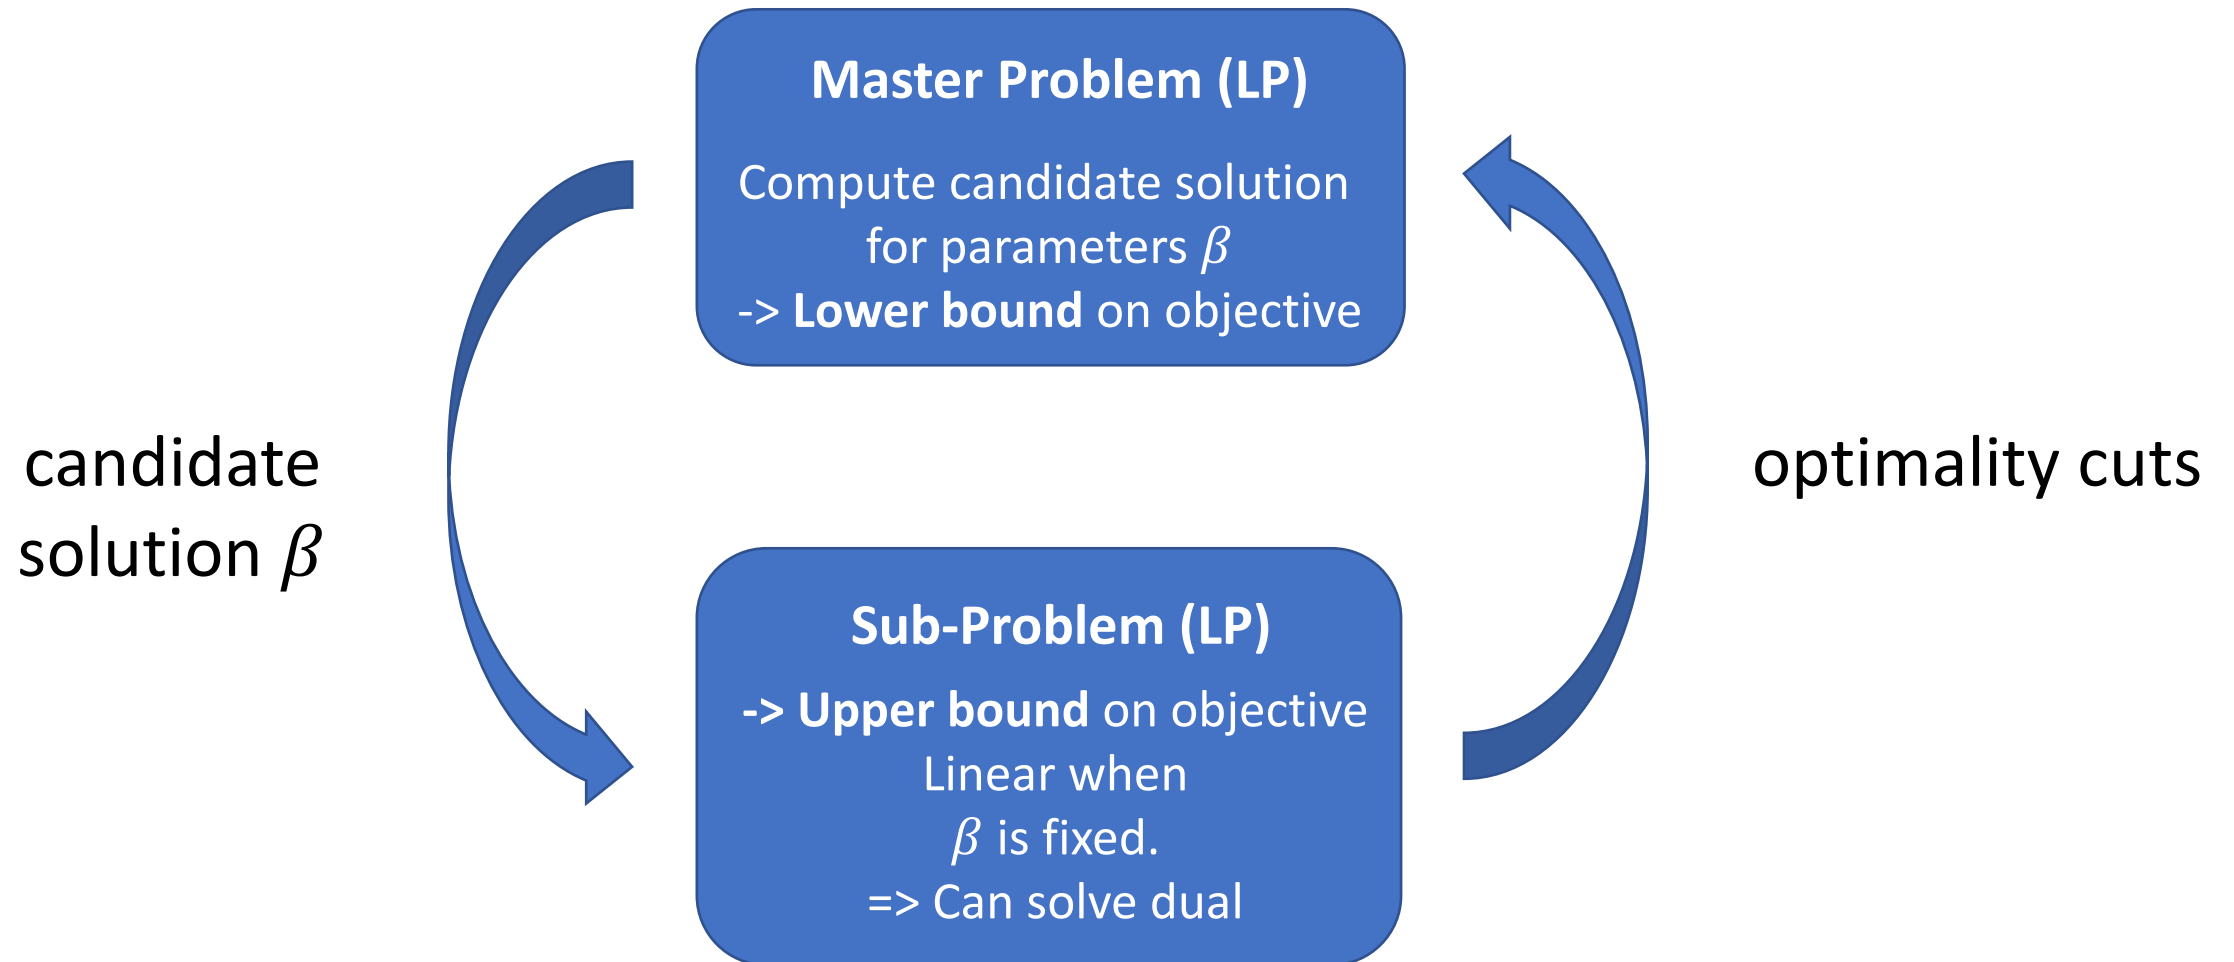 Master Problem (LP)
Compute candidate solution
for parameters β
-> Lower bound on objective
candidate
solution β
optimality cuts
Sub-Problem (LP)
-> Upper bound on objective
Linear when
β is fixed.
=> Can solve dual